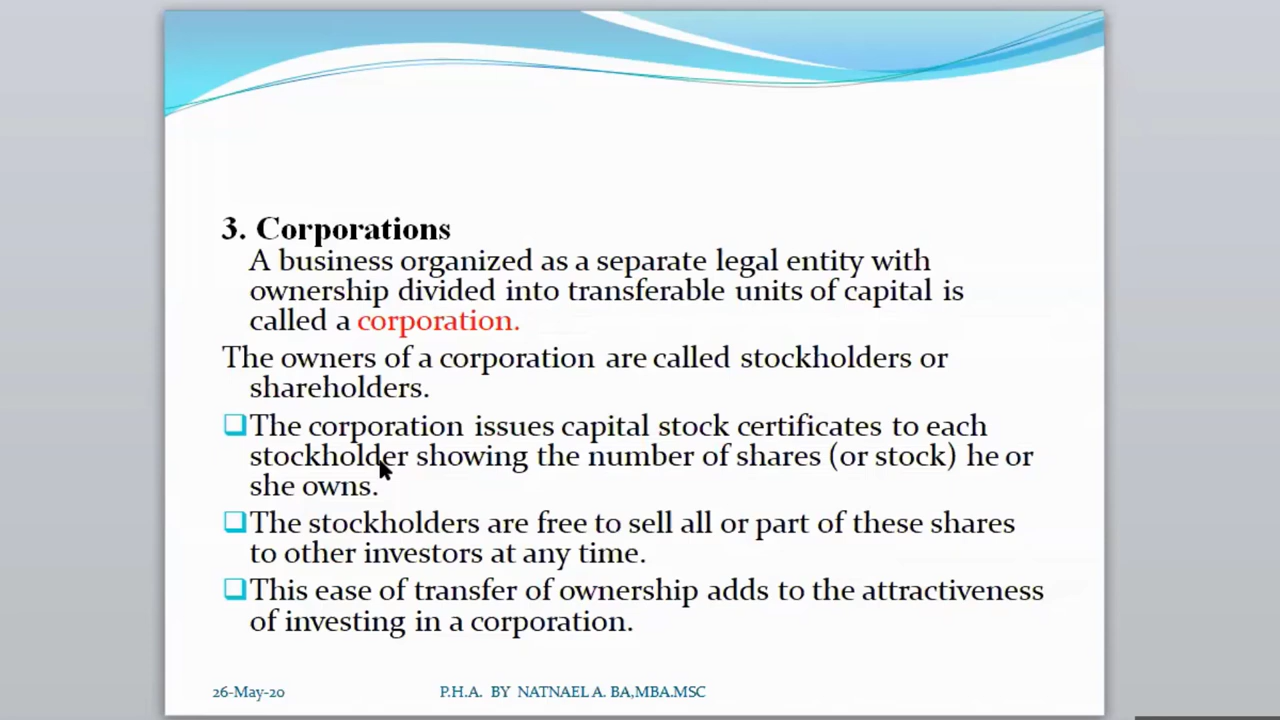 3. Corporations
A business organized as a separate legal entity with
ownership divided into transferable units of capital is
called a corporation.
The owners of a corporation are called stockholders or
shareholders.
The corporation issues capital stock certificates to each
stockholder showing the number of shares (or stock) he or
she owns.
The stockholders are free to sell all or part of these shares
to other investors at any time.
This ease of transfer of ownership adds to the attractiveness
of investing in a corporation.
26-May-20 P.H.A. BY NATNAEL A. BA,MBA.MSC